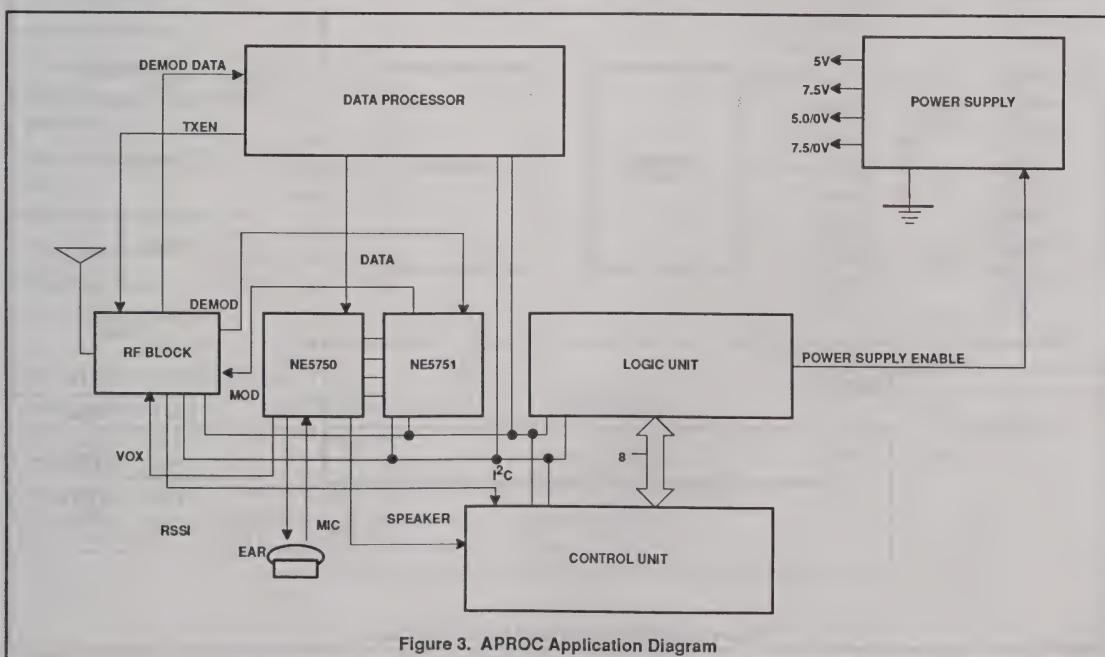 DEMOD DATA
DATA PROCESSOR
TXEN
5V
7.5V
5.0/0V
7.5/0V
POWER SUPPLY
DATA
DEMOD
RF BLOCK
NE5750
NE5751
LOGIC UNIT
POWER SUPPLY ENABLE
MOD
VOX
I²C
8
RSSI
MIC
SPEAKER
EAR
CONTROL UNIT
Figure 3. APROC Application Diagram